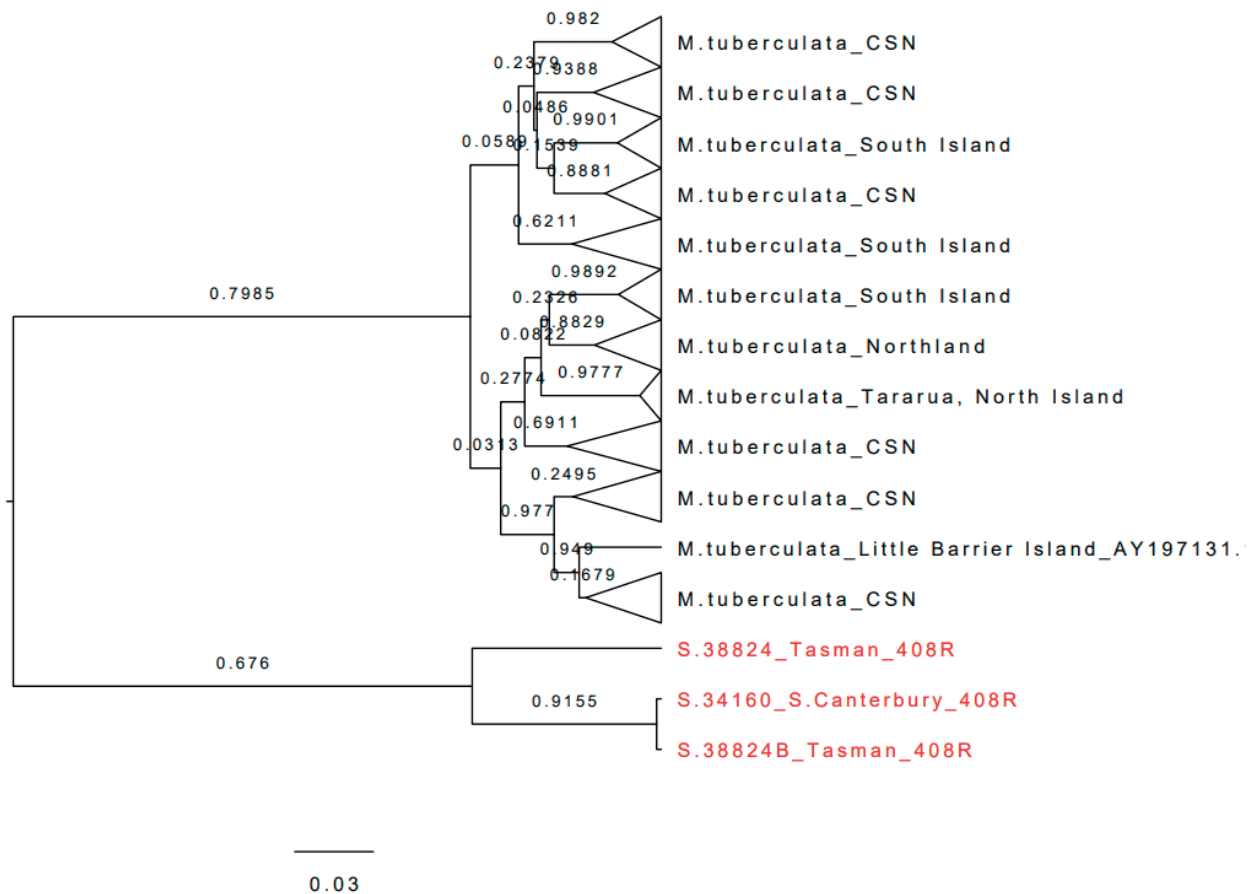 0.982
M.tuberculata_CSN
0.2379
0.9388
M.tuberculata_CSN
0.0486
0.9901
0.0589
0.1539
M.tuberculata_South Island
0.8881
M.tuberculata_CSN
0.6211
M.tuberculata_South Island
0.9892
0.7985
0.2326
M.tuberculata_South Island
0.8829
0.0822
M.tuberculata_Northland
0.9777
0.2774
M.tuberculata_Tararua, North Island
0.6911
0.0313
M.tuberculata_CSN
0.2495
M.tuberculata_CSN
0.977
0.949
M.tuberculata_Little Barrier Island_AY197131.
0.1679
M.tuberculata_CSN
S.38824_Tasman_408R
0.676
0.9155
S.34160_S.Canterbury_408R
S.38824B_Tasman_408R
0.03